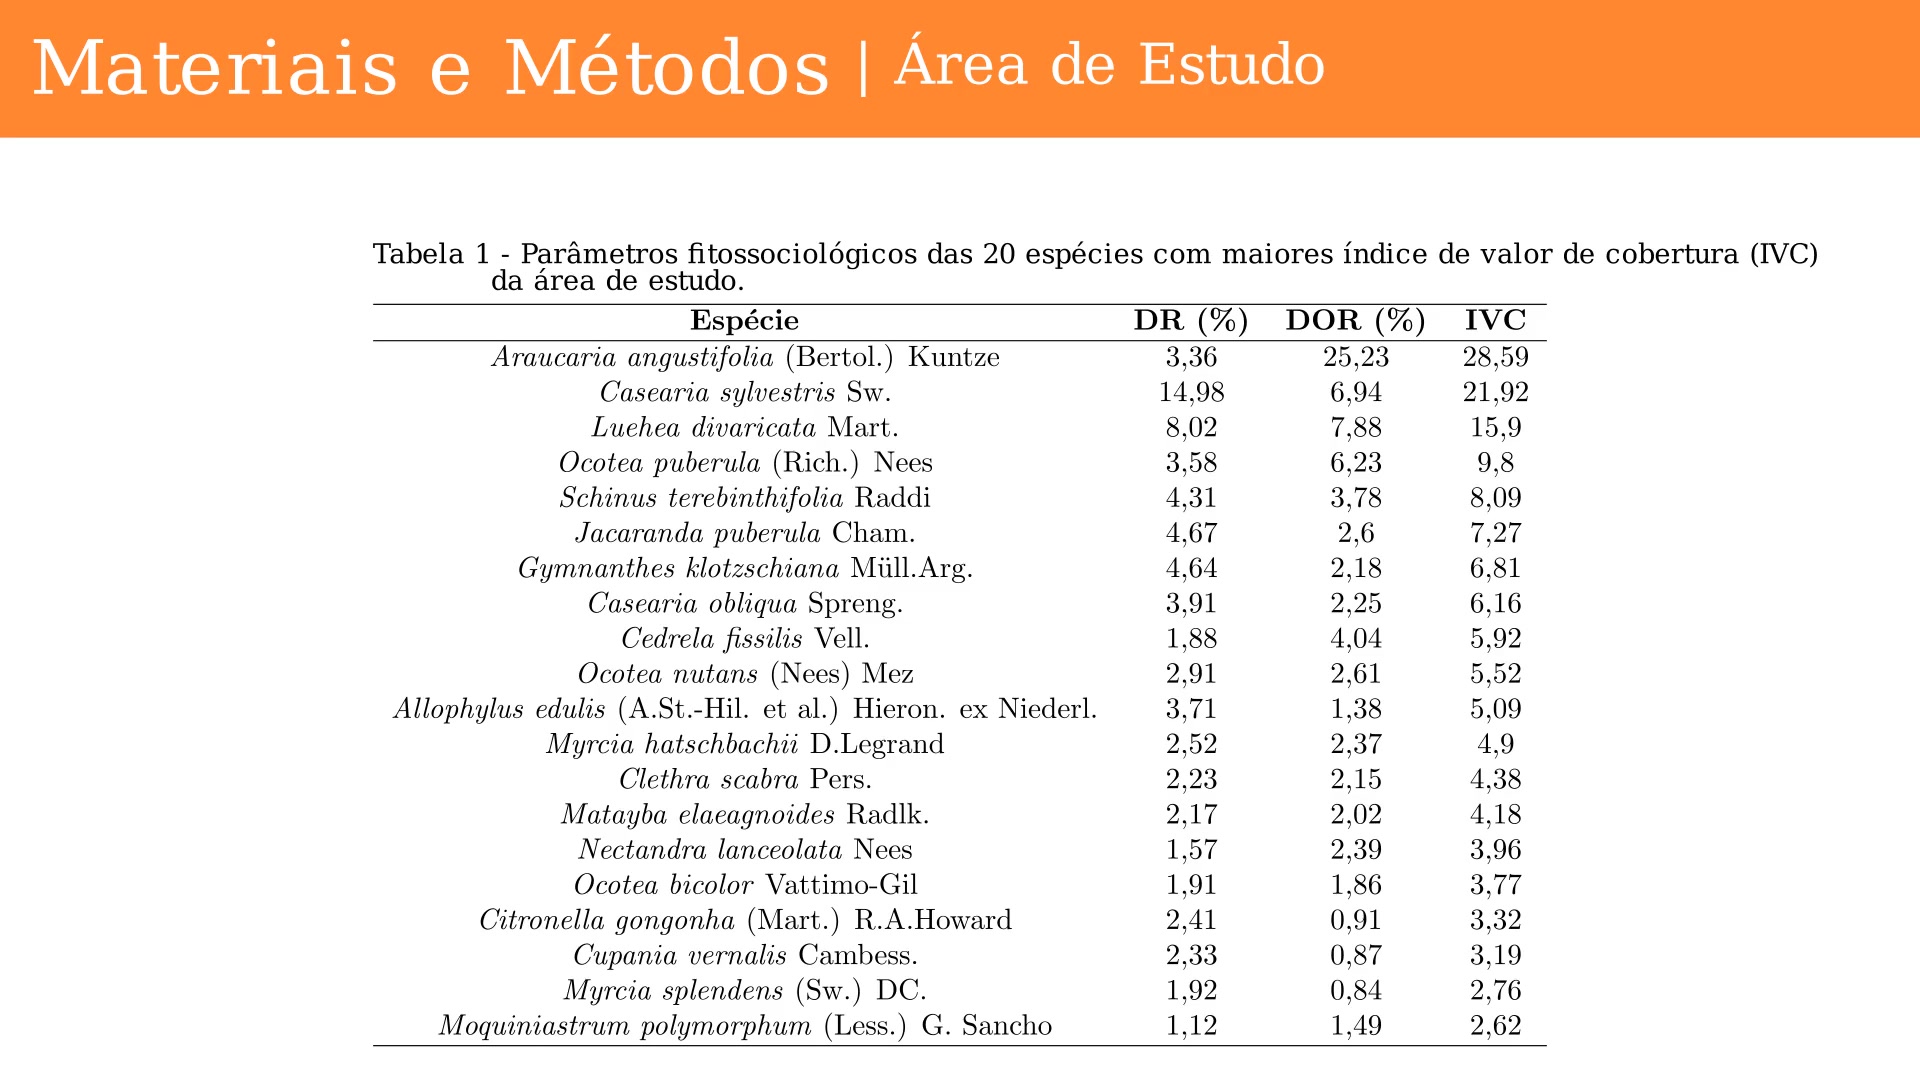 Materiais e Métodos | Área de Estudo
Tabela 1 - Parâmetros fitossociológicos das 20 espécies com maiores índice de valor de cobertura (IVC)
da área de estudo.
Espécie DR (%) DOR (%) IVC
Araucaria angustifolia (Bertol.) Kuntze 3,36 25,23 28,59
Casearia sylvestris Sw. 14,98 6,94 21,92
Luehea divaricata Mart. 8,02 7,88 15,9
Ocotea puberula (Rich.) Nees 3,58 6,23 9,8
Schinus terebinthifolia Raddi 4,31 3,78 8,09
Jacaranda puberula Cham. 4,67 2,6 7,27
Gymnanthes klotzschiana Müll.Arg. 4,64 2,18 6,81
Casearia obliqua Spreng. 3,91 2,25 6,16
Cedrela fissilis Vell. 1,88 4,04 5,92
Ocotea nutans (Nees) Mez 2,91 2,61 5,52
Allophylus edulis (A.St.-Hil. et al.) Hieron. ex Niederl. 3,71 1,38 5,09
Myrcia hatschbachii D.Legrand 2,52 2,37 4,9
Clethra scabra Pers. 2,23 2,15 4,38
Matayba elaeagnoides Radlk. 2,17 2,02 4,18
Nectandra lanceolata Nees 1,57 2,39 3,96
Ocotea bicolor Vattimo-Gil 1,91 1,86 3,77
Citronella gongonha (Mart.) R.A.Howard 2,41 0,91 3,32
Cupania vernalis Cambess. 2,33 0,87 3,19
Myrcia splendens (Sw.) DC. 1,92 0,84 2,76
Moquiniastrum polymorphum (Less.) G. Sancho 1,12 1,49 2,62